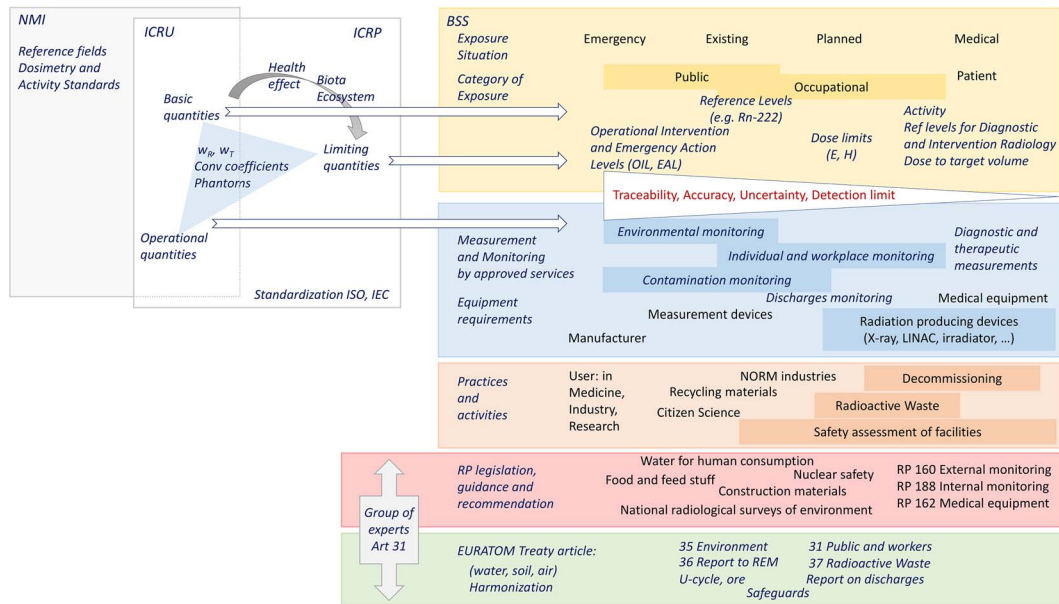 NMI
Reference fields
Dosimetry and
Activity Standards
ICRU
ICRP
Health
effect
Biota
Ecosystem
Basic
quantities
wR, wT
Conv coefficients
Phantoms
Limiting
quantities
Operational
quantities
Standardization ISO, IEC
BSS
Exposure
Situation
Emergency
Existing
Planned
Medical
Category of
Exposure
Public
Occupational
Patient
Reference Levels
(e.g. Rn-222)
Operational Intervention
and Emergency Action
Levels (OIL, EAL)
Dose limits
(E, H)
Activity
Ref levels for Diagnostic
and Intervention Radiology
Dose to target volume
Traceability, Accuracy, Uncertainty, Detection limit
Measurement
and Monitoring
by approved services
Environmental monitoring
Individual and workplace monitoring
Contamination monitoring
Diagnostic and
therapeutic
measurements
Equipment
requirements
Discharges monitoring
Medical equipment
Measurement devices
Manufacturer
Radiation producing devices
(X-ray, LINAC, irradiator, ...)
Practices
and
activities
User: in
Medicine,
Industry,
Research
NORM industries
Recycling materials
Citizen Science
Decommissioning
Radioactive Waste
Safety assessment of facilities
Group of
experts
Art 31
RP legislation,
guidance and
recommendation
Water for human consumption
Food and feed stuff
Nuclear safety
Construction materials
National radiological surveys of environment
RP 160 External monitoring
RP 188 Internal monitoring
RP 162 Medical equipment
EURATOM Treaty article:
(water, soil, air)
Harmonization
35 Environment
36 Report to REM
U-cycle, ore
31 Public and workers
37 Radioactive Waste
Report on discharges
Safeguards